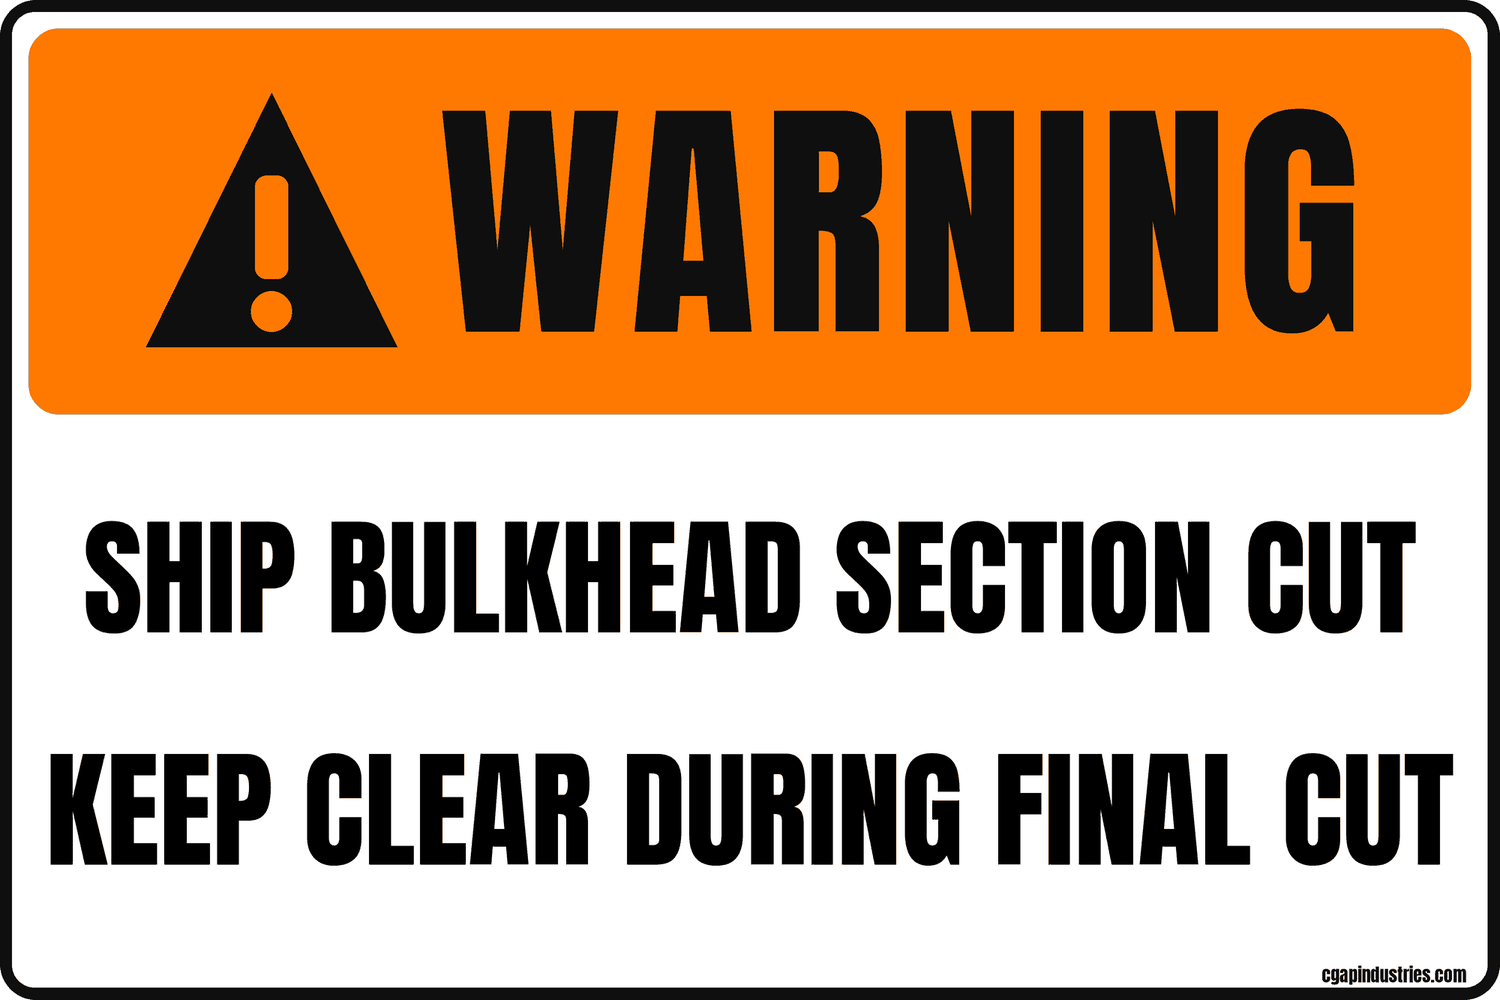 WARNING
SHIP BULKHEAD SECTION CUT
KEEP CLEAR DURING FINAL CUT
cgapindustries.com